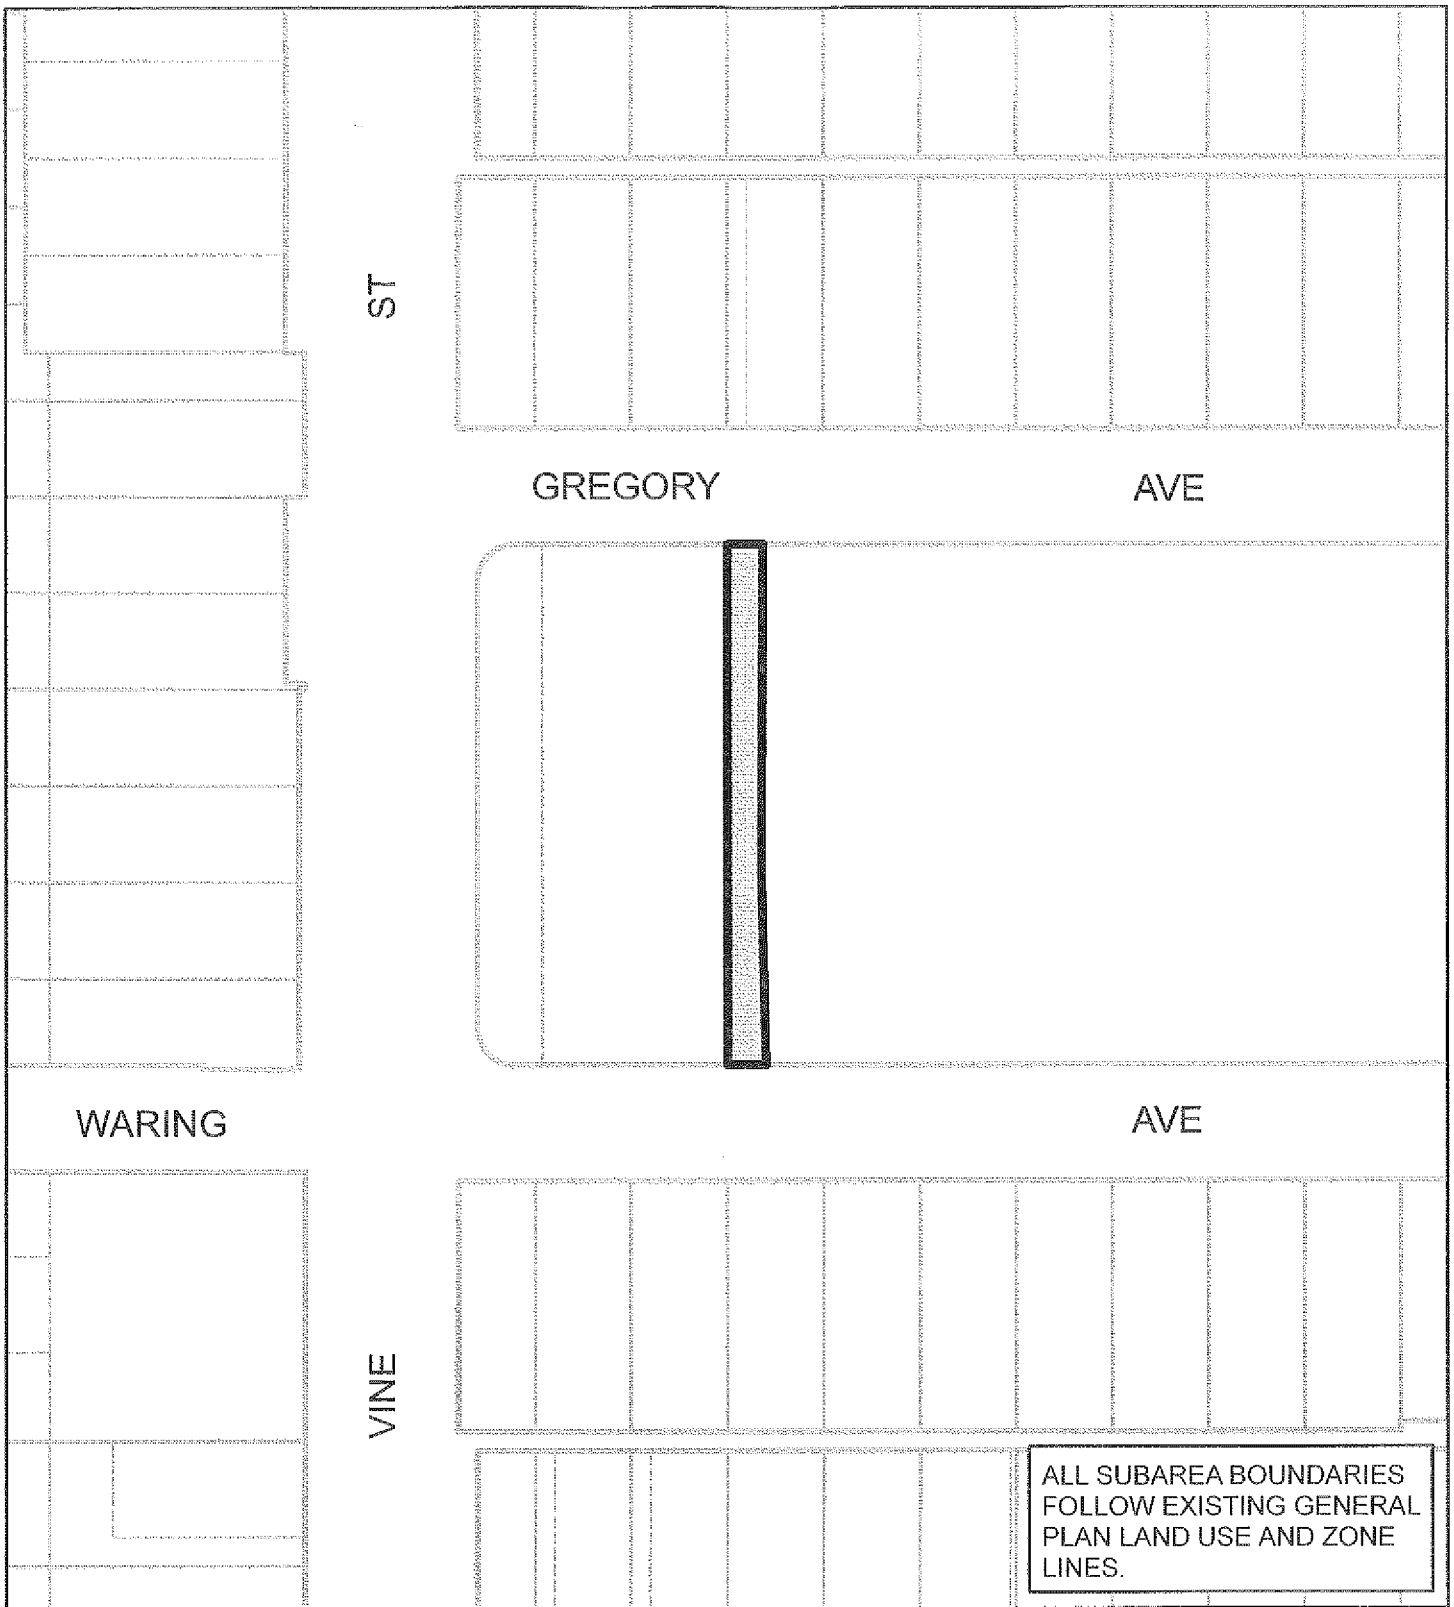 ST
GREGORY AVE
WARING AVE
VINE
ALL SUBAREA BOUNDARIES
FOLLOW EXISTING GENERAL
PLAN LAND USE AND ZONE
LINES.